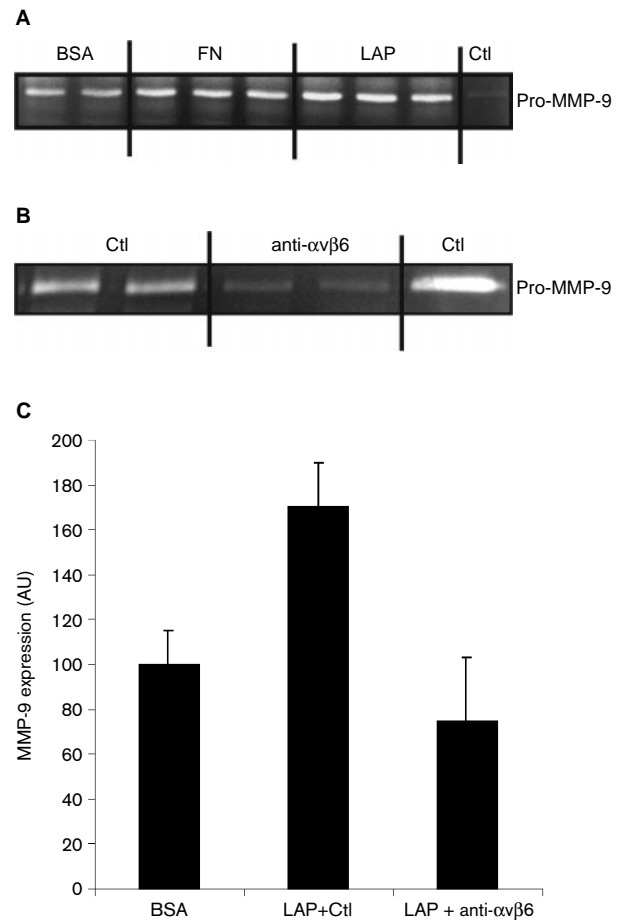 A
BSA FN LAP Ctl
Pro-MMP-9
B
Ctl anti-αvβ6 Ctl
Pro-MMP-9
C
MMP-9 expression (AU)
200
180
160
140
120
100
80
60
40
20
0
BSA LAP+Ctl LAP + anti-αvβ6